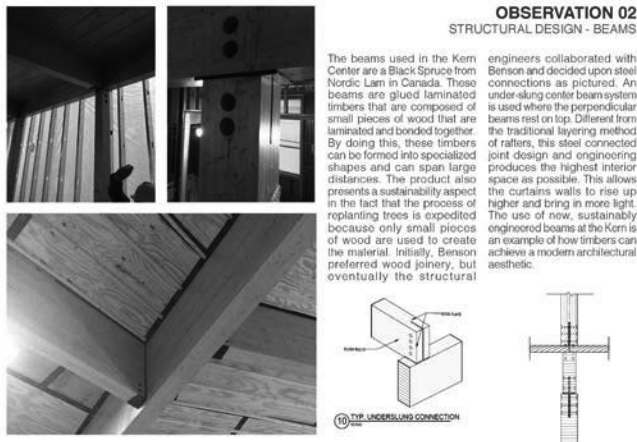 OBSERVATION 02
STRUCTURAL DESIGN - BEAMS
The beams used in the Kern
Center are a Black Spruce from
Nordic Lam in Canada. These
beams are glued laminated
timbers that are composed of
small pieces of wood that are
laminated and bonded together.
By doing this, these timbers
can be formed into specialized
shapes and can span large
distances. The product also
presents a sustainability aspect
in the fact that the process of
replanting trees is expedited
because only small pieces
of wood are used to create
the material. Initially, Benson
preferred wood joinery, but
eventually the structural
engineers collaborated with
Benson and decided upon steel
connections as pictured. An
under-slung center beam system
is used where the perpendicular
beams rest on top. Different from
the traditional layering method
of rafters, this steel connected
joint design and engineering
produces the highest interior
space as possible. This allows
the curtains walls to rise up
higher and bring in more light.
The use of new, sustainably
engineered beams at the Kern is
an example of how timbers can
achieve a modern architectural
aesthetic.
10 TYP. UNDERSLUNG CONNECTION